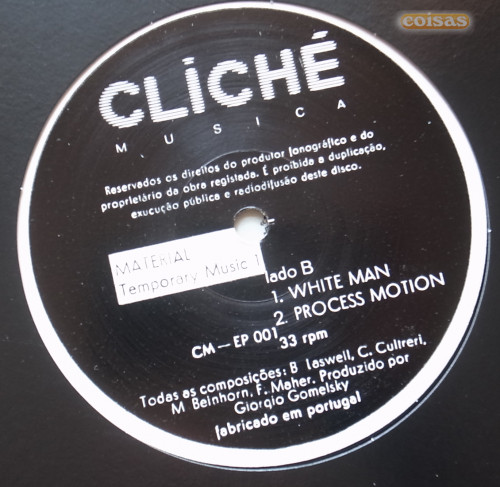 coisas
CLiCHÉ
MUSICA
Reservados os direitos do produtor fonográfico e do
proprietário da obra registada. É proibida a duplicação,
execução pública e radiodifusão deste disco.
MATERIAL
Temporary Music 1
lado B
1. WHITE MAN
2. PROCESS MOTION
CM — EP 001
33 rpm
Todas as composições: B laswell, C. Cultreri,
M Beinhorn, F. Maher. Produzido por
Giorgio Gomelsky
fabricado em portugal